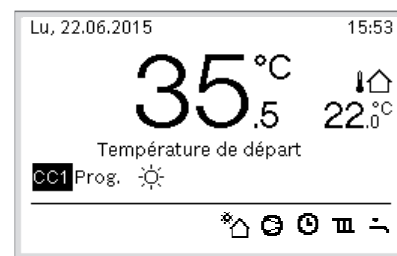 Lu, 22.06.2015 15:53
35.5 °C
22.0 °C
Température de départ
CC1 Prog.